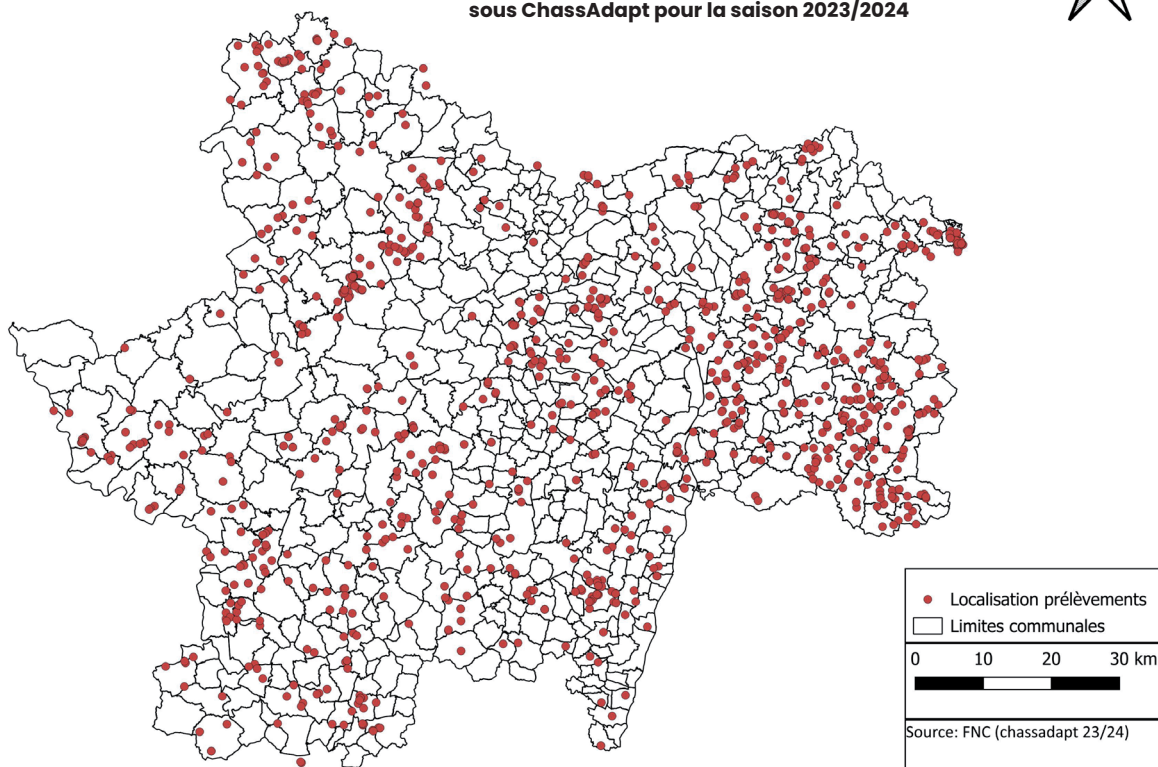 sous ChassAdapt pour la saison 2023/2024
Localisation prélèvements
Limites communales
0 10 20 30 km
Source: FNC (chassadapt 23/24)